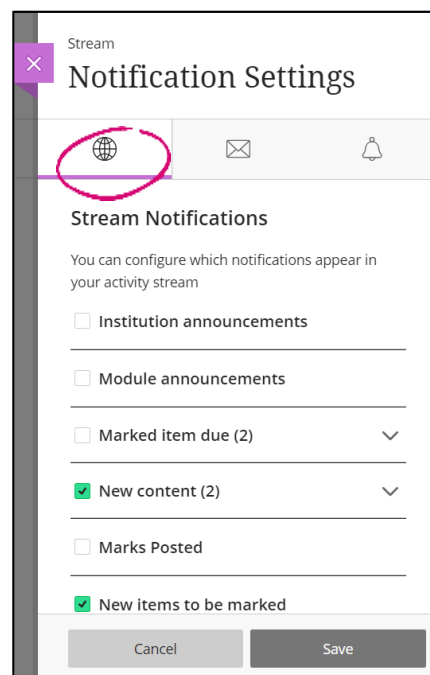 Stream
Notification Settings
Stream Notifications
You can configure which notifications appear in
your activity stream
Institution announcements
Module announcements
Marked item due (2)
New content (2)
Marks Posted
New items to be marked
Cancel
Save